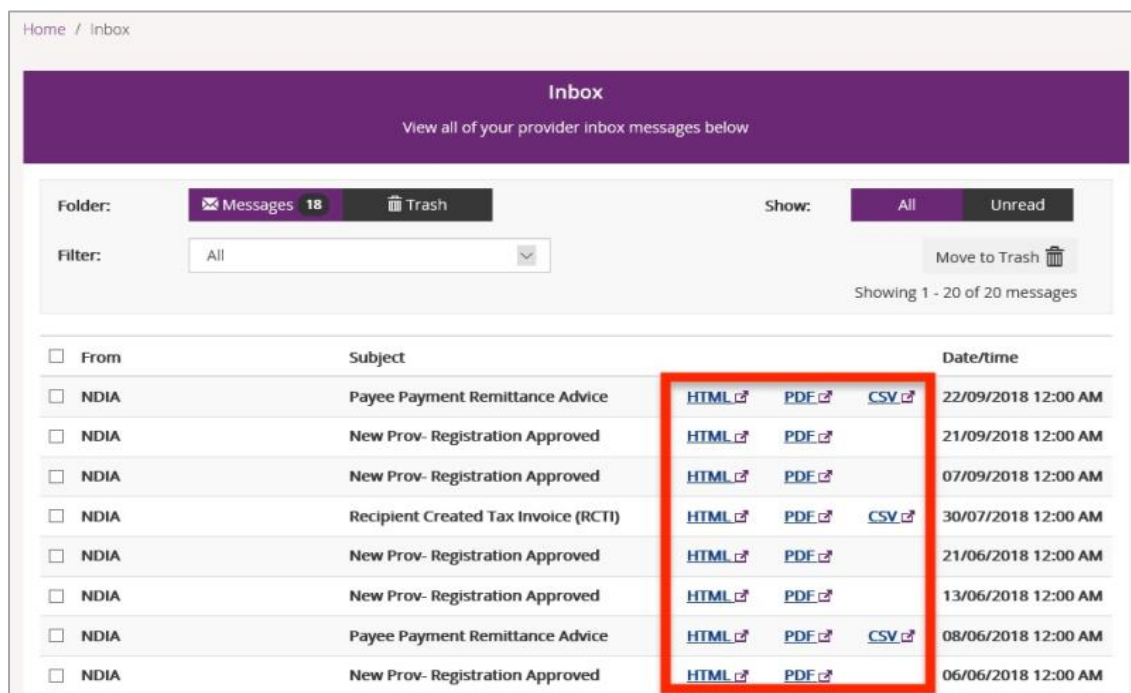 Home / Inbox
Inbox
View all of your provider inbox messages below
Folder: Messages 18 Trash Show: All Unread
Filter: All Move to Trash
Showing 1 - 20 of 20 messages
From Subject Date/time
NDIA Payee Payment Remittance Advice HTML PDF CSV 22/09/2018 12:00 AM
NDIA New Prov- Registration Approved HTML PDF 21/09/2018 12:00 AM
NDIA New Prov- Registration Approved HTML PDF 07/09/2018 12:00 AM
NDIA Recipient Created Tax Invoice (RCTI) HTML PDF CSV 30/07/2018 12:00 AM
NDIA New Prov- Registration Approved HTML PDF 21/06/2018 12:00 AM
NDIA New Prov- Registration Approved HTML PDF 13/06/2018 12:00 AM
NDIA Payee Payment Remittance Advice HTML PDF CSV 08/06/2018 12:00 AM
NDIA New Prov- Registration Approved HTML PDF 06/06/2018 12:00 AM